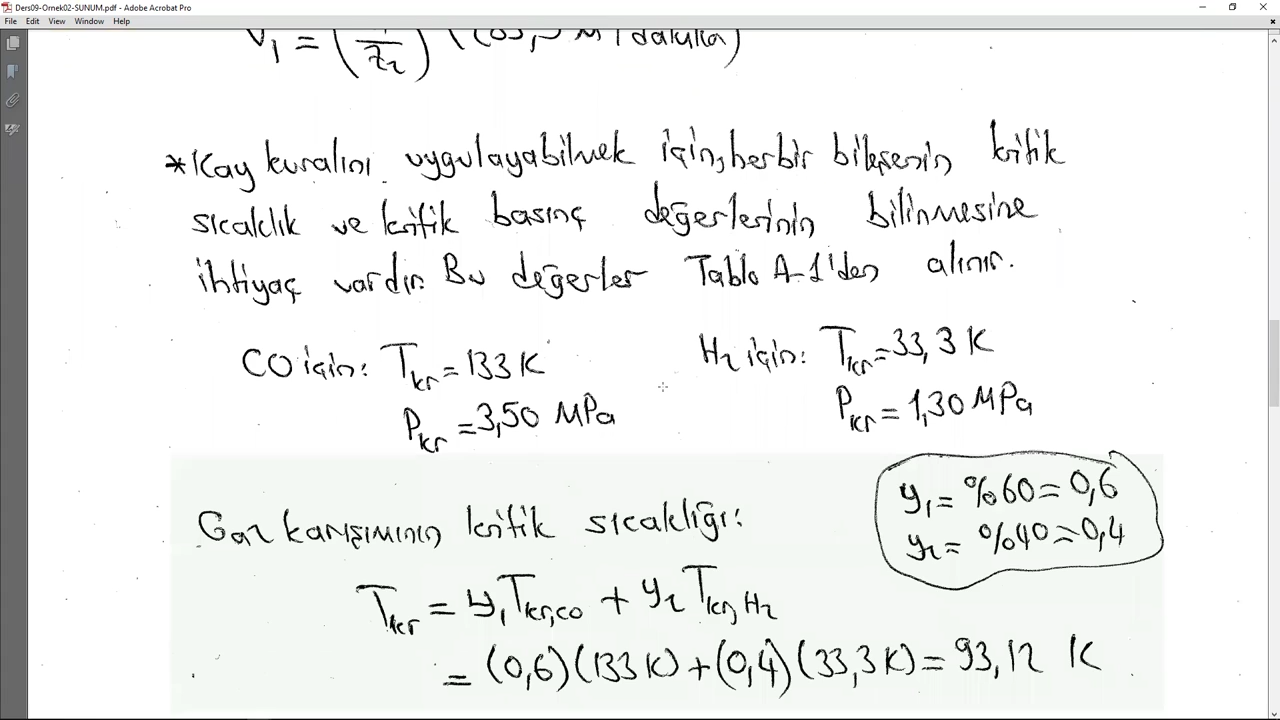 Ders09-Ornek02-SUNUM.pdf - Adobe Acrobat Pro
File Edit View Window Help
*Kay kuralını uygulayabilmek için, herbir bileşenin kritik
sıcaklık ve kritik basınç değerlerinin bilinmesine
ihtiyaç vardır. Bu değerler Tablo A-1'den alınır.
CO için: Tkr = 133 K H2 için: Tkr = 33,3 K
Pkr = 3,50 MPa Pkr = 1,30 MPa
y1 = %60 = 0,6
y2 = %40 = 0,4
Gaz karışımının kritik sıcaklığı:
Tkr = y1 Tkr,co + y2 Tkr,H2
= (0,6)(133 K) + (0,4)(33,3 K) = 93,12 K